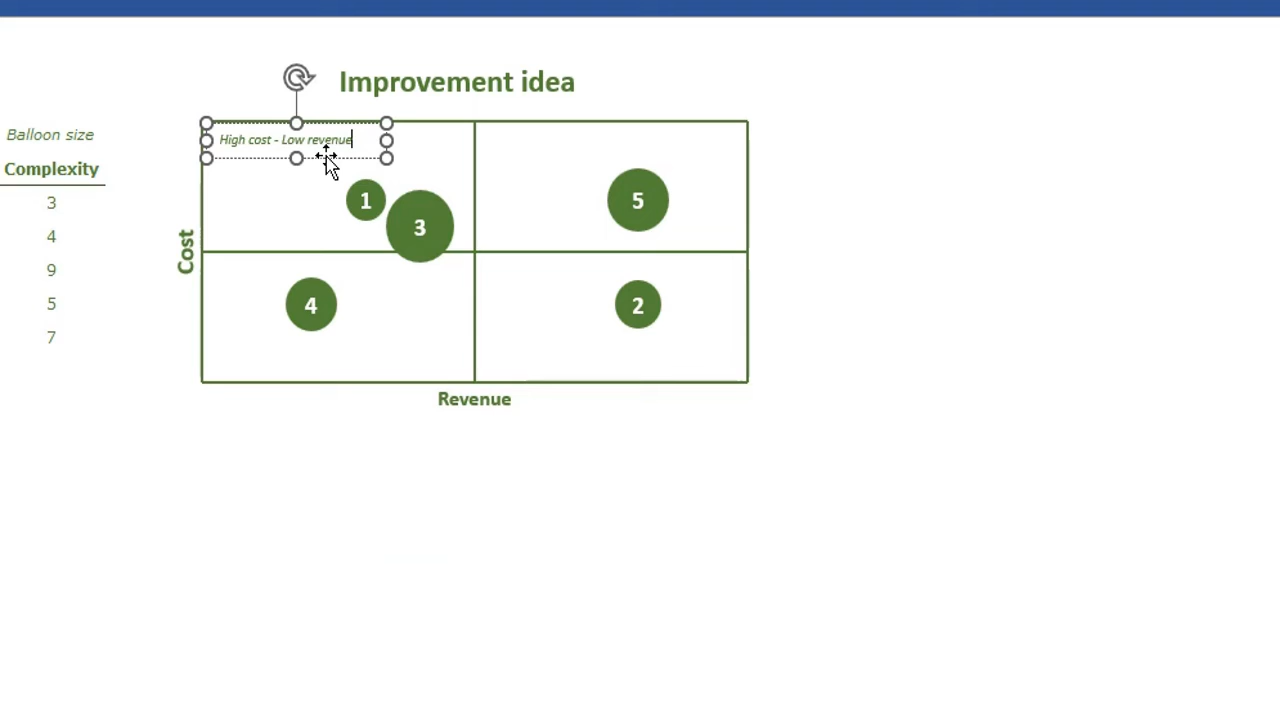 Improvement idea
Balloon size
Complexity
3
4
9
5
7
High cost - Low revenue
1
3
5
4
2
Cost
Revenue